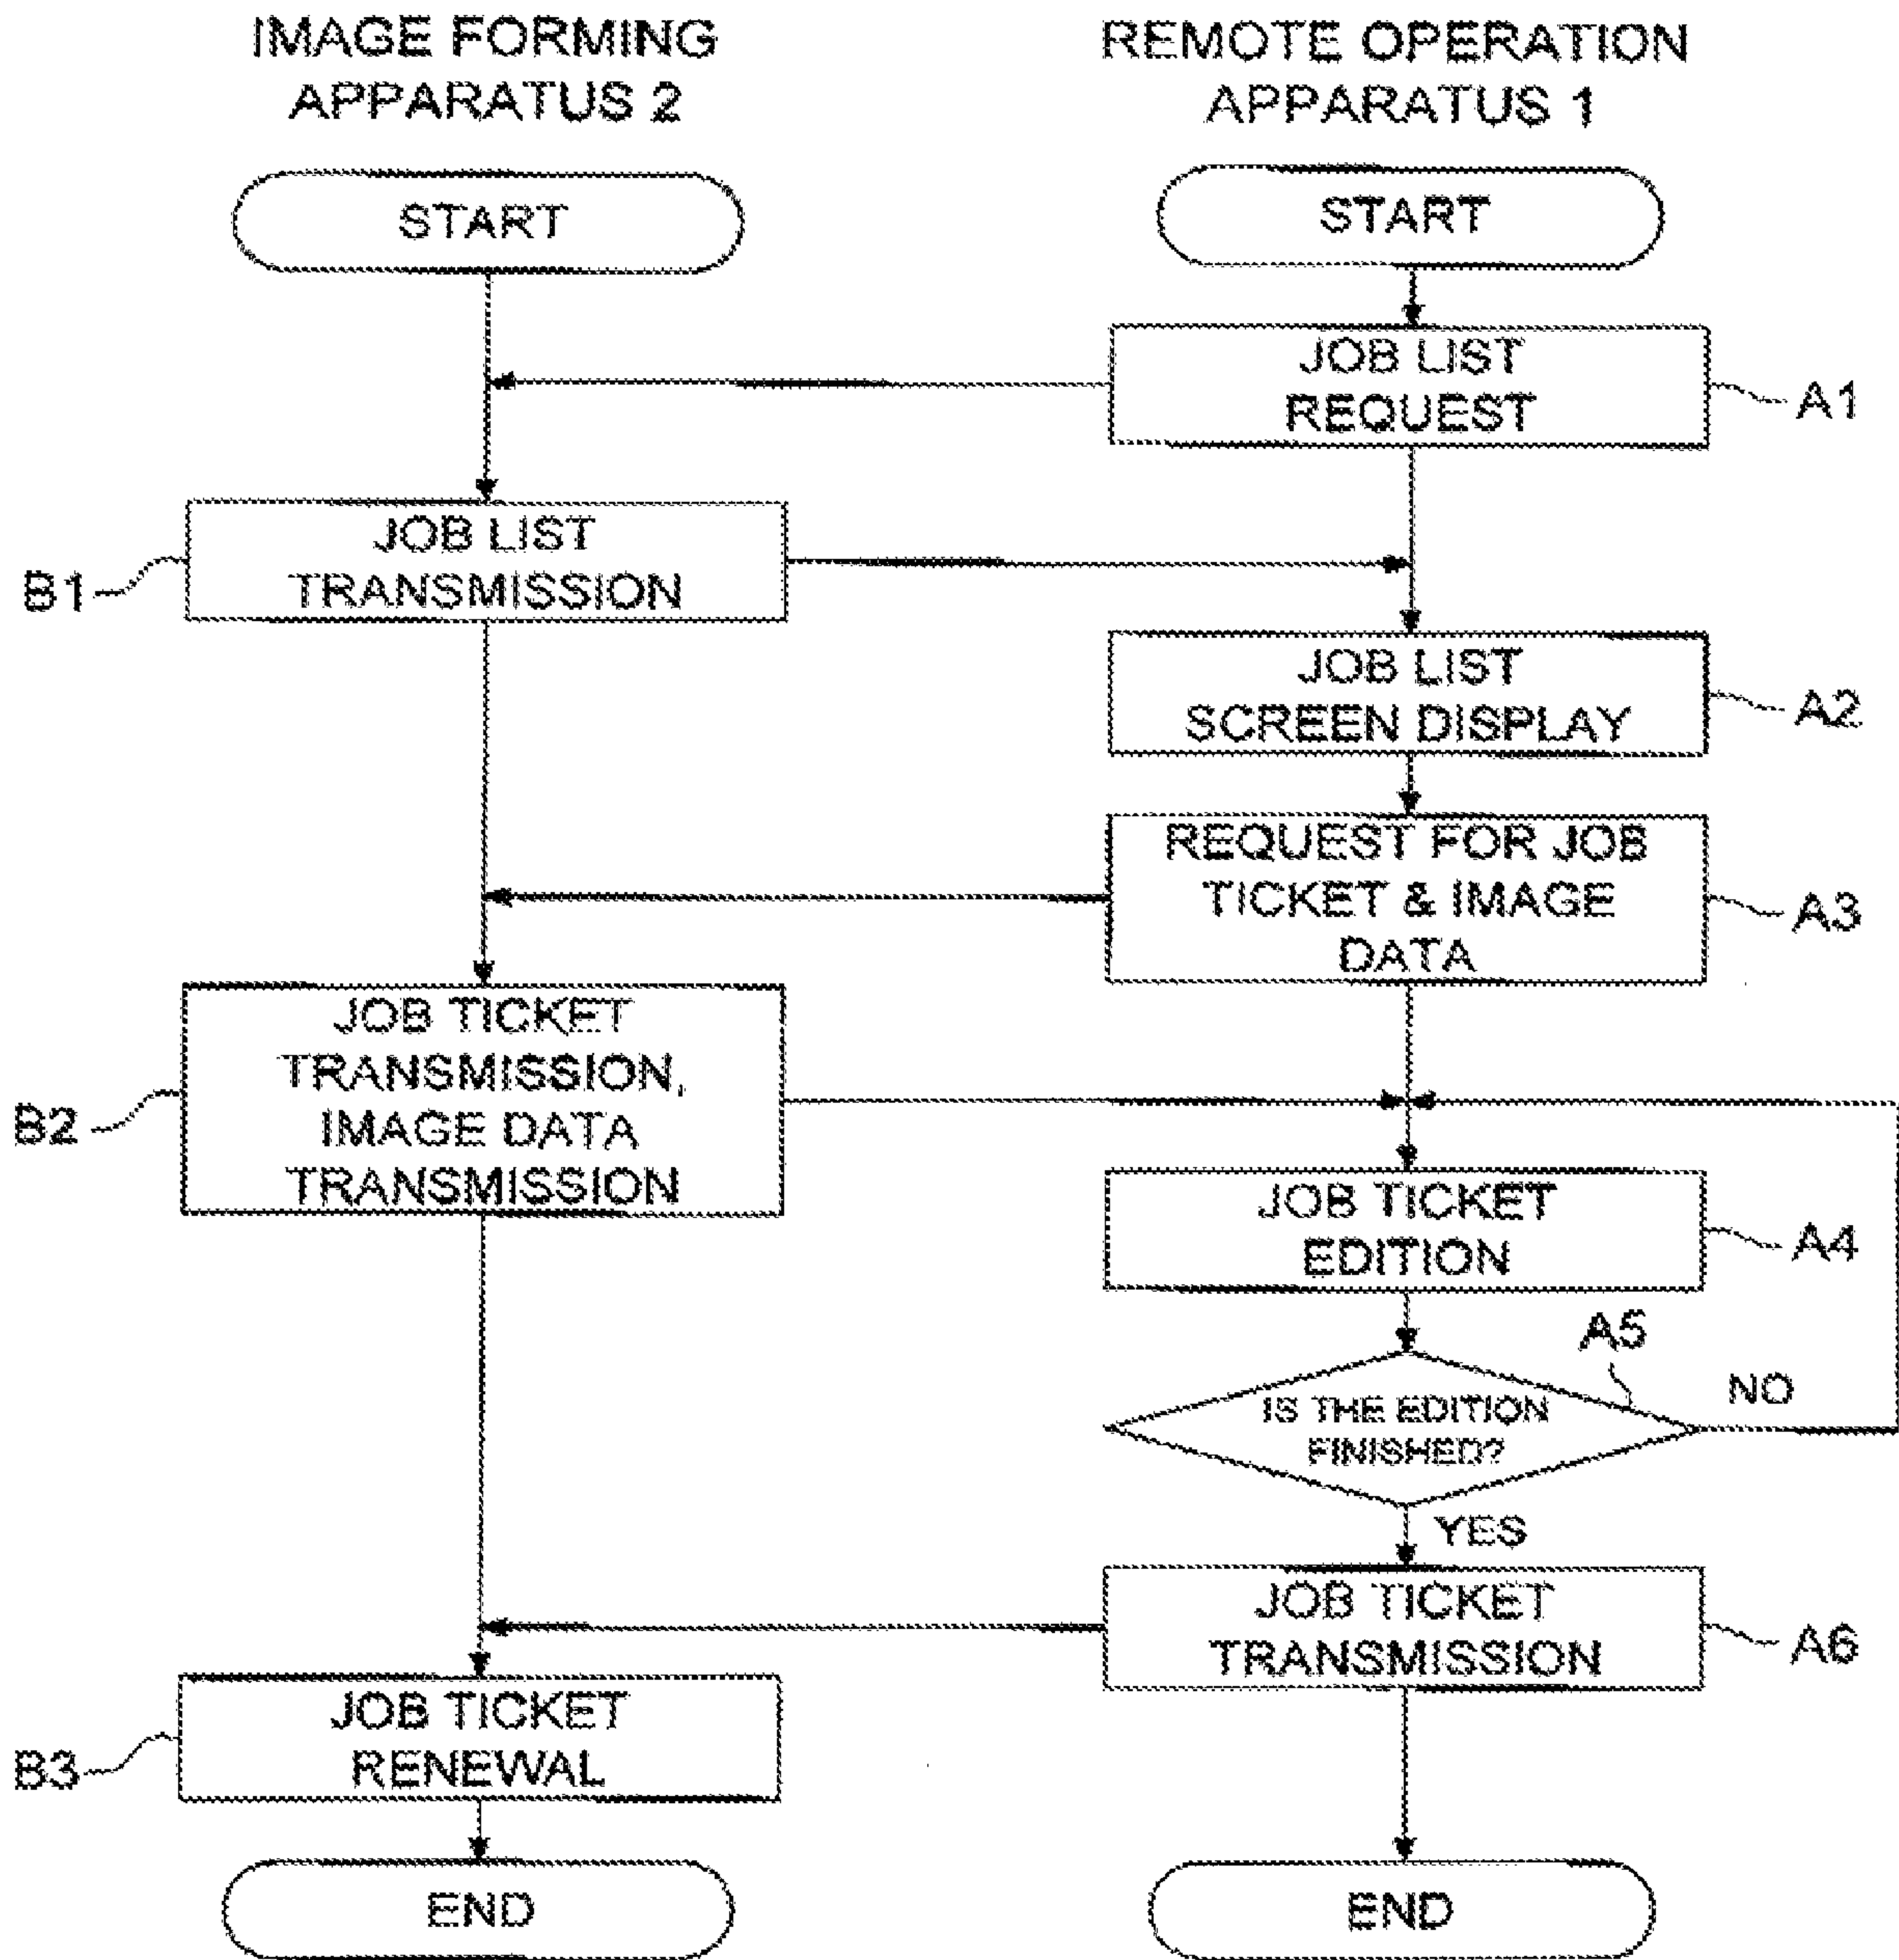 IMAGE FORMING
APPARATUS 2
REMOTE OPERATION
APPARATUS 1
START
START
JOB LIST
REQUEST
A1
JOB LIST
TRANSMISSION
B1
JOB LIST
SCREEN DISPLAY
A2
REQUEST FOR JOB
TICKET & IMAGE
DATA
A3
JOB TICKET
TRANSMISSION,
IMAGE DATA
TRANSMISSION
B2
JOB TICKET
EDITION
A4
A5
IS THE EDITION
FINISHED?
NO
YES
JOB TICKET
TRANSMISSION
A6
JOB TICKET
RENEWAL
B3
END
END